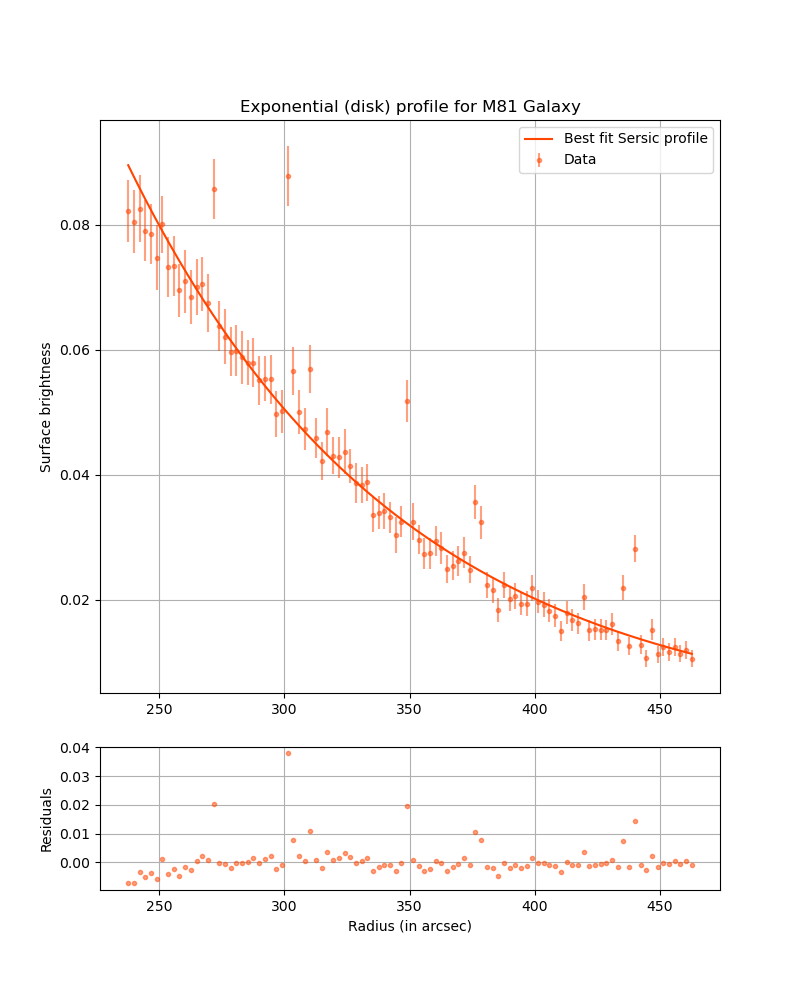 Exponential (disk) profile for M81 Galaxy
Best fit Sersic profile
Data
Surface brightness
0.08
0.06
0.04
0.02
250 300 350 400 450
Residuals
0.04
0.03
0.02
0.01
0.00
250 300 350 400 450
Radius (in arcsec)